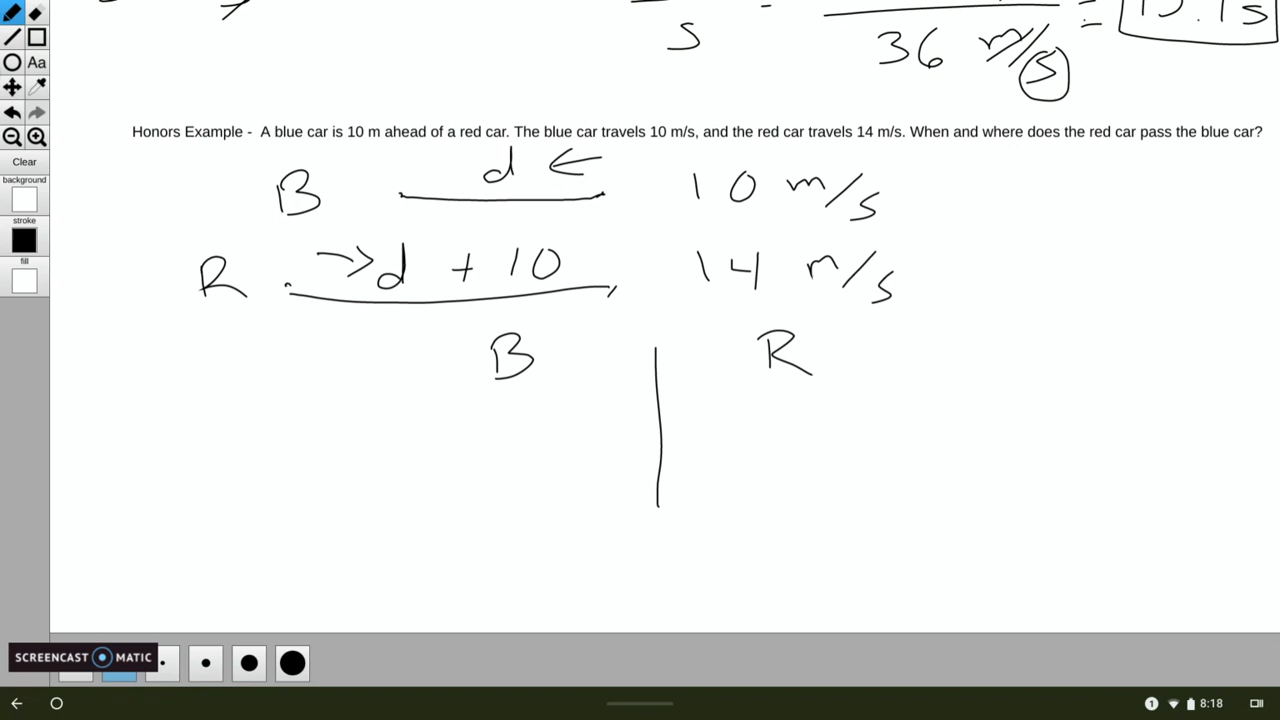 s
36 m/s
Aa
Clear
background
stroke
fill
Honors Example - A blue car is 10 m ahead of a red car. The blue car travels 10 m/s, and the red car travels 14 m/s. When and where does the red car pass the blue car?
B d ← 10 m/s
R → d + 10 14 m/s
B R
SCREENCAST MATIC
1 8:18